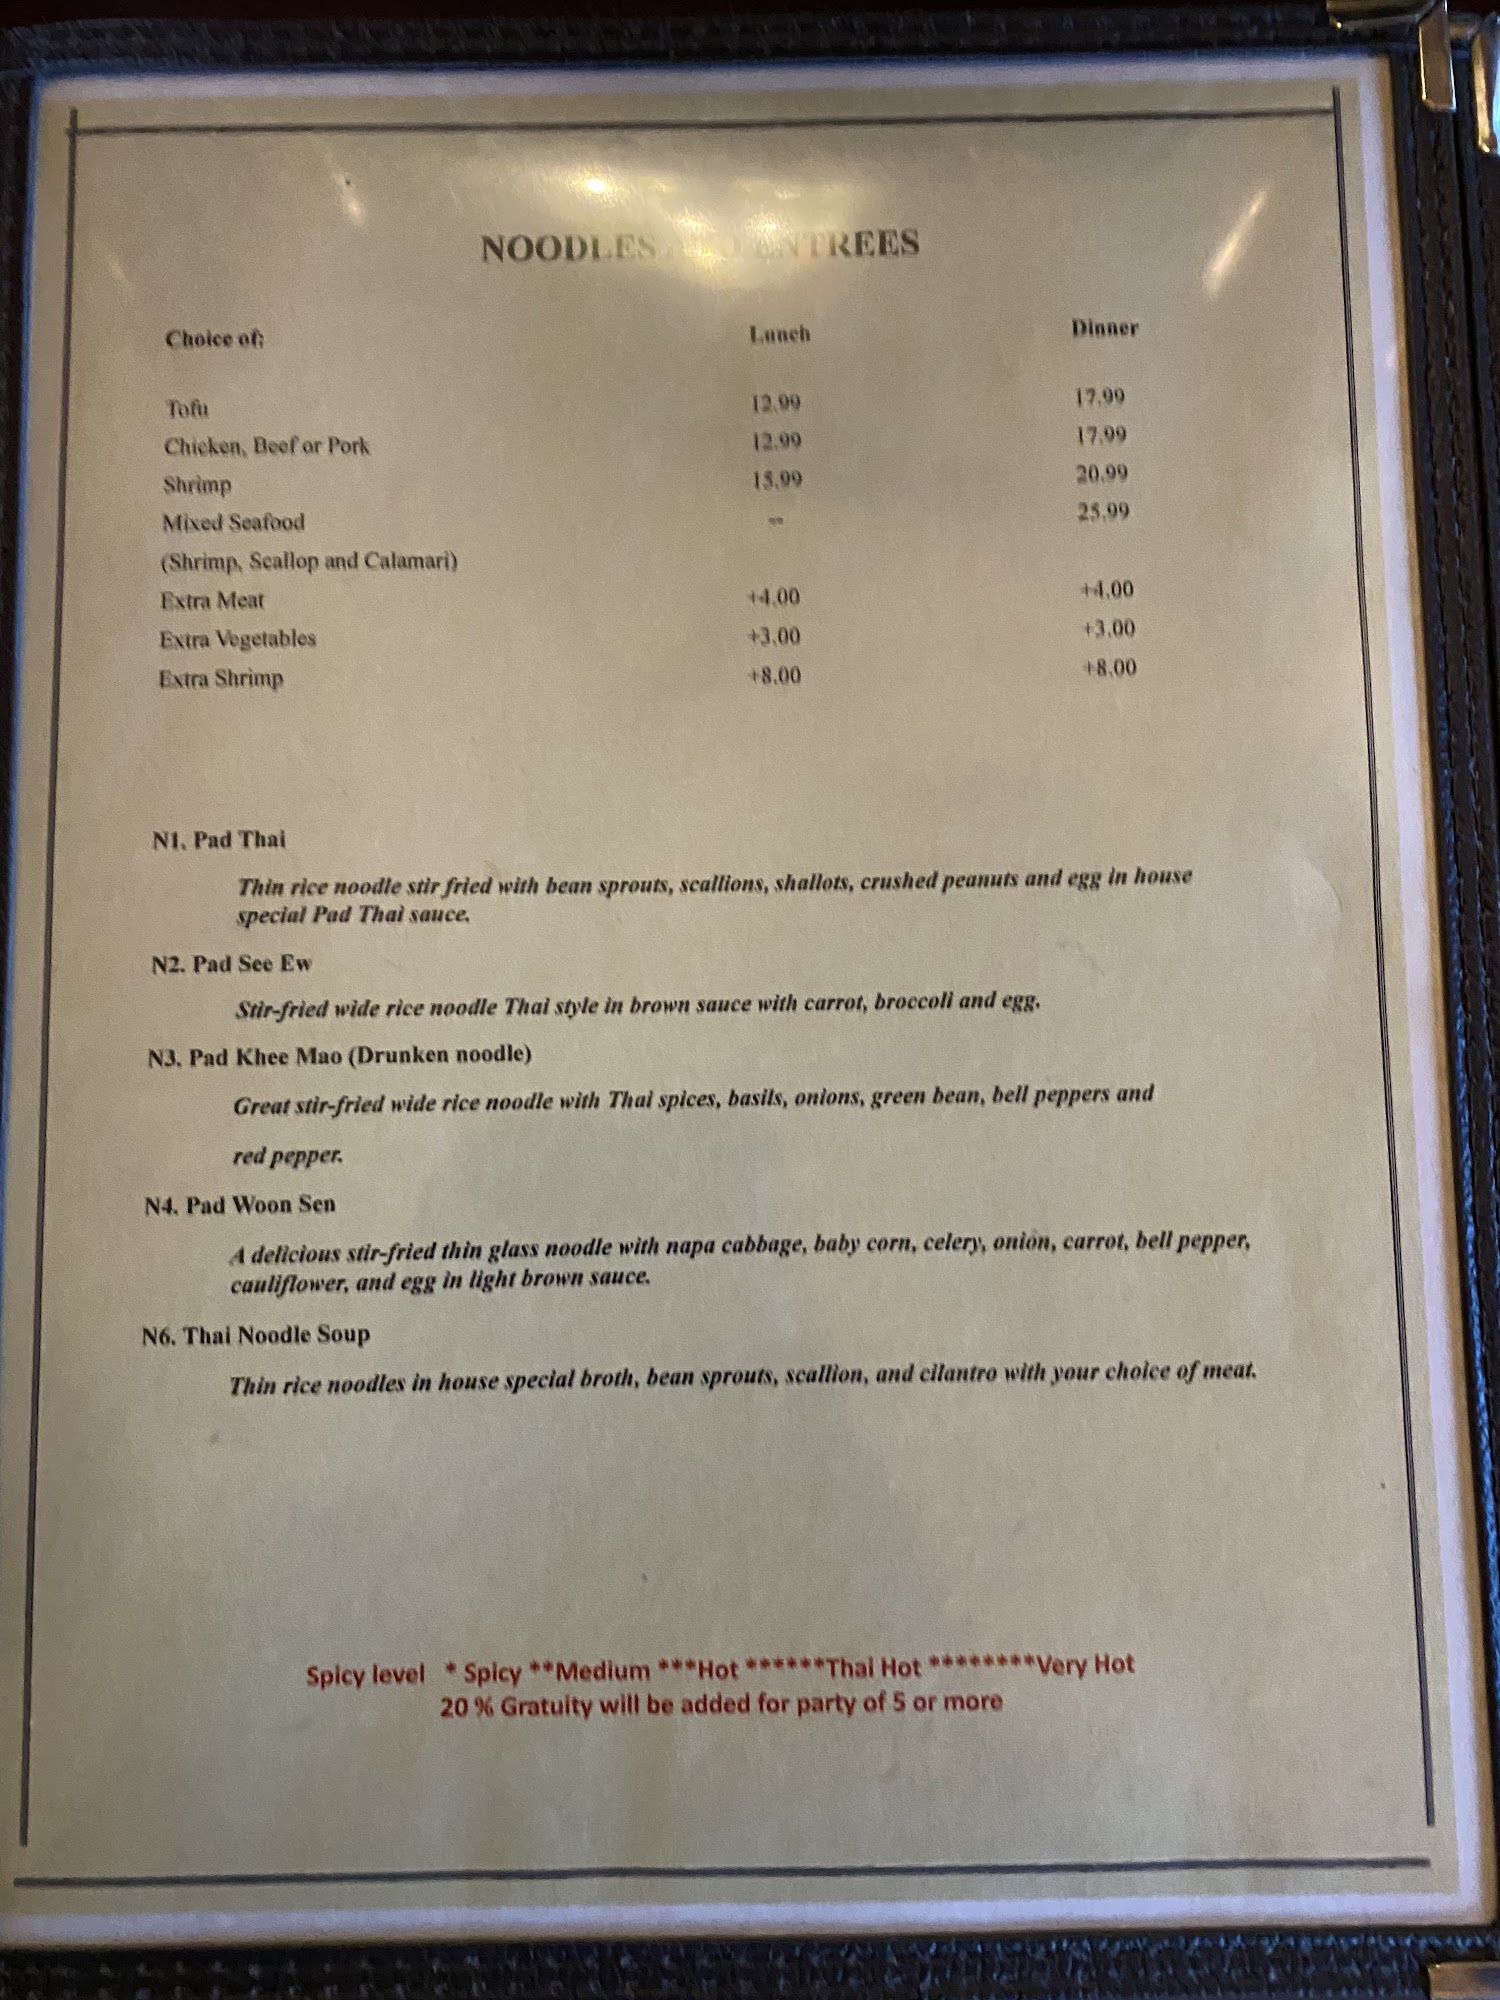 NOODLES ENTREES
Choice of: Lunch Dinner
Tofu 12.99 17.99
Chicken, Beef or Pork 12.99 17.99
Shrimp 15.99 20.99
Mixed Seafood -- 25.99
(Shrimp, Scallop and Calamari)
Extra Meat +4.00 +4.00
Extra Vegetables +3.00 +3.00
Extra Shrimp +8.00 +8.00
N1. Pad Thai
Thin rice noodle stir fried with bean sprouts, scallions, shallots, crushed peanuts and egg in house
special Pad Thai sauce.
N2. Pad See Ew
Stir-fried wide rice noodle Thai style in brown sauce with carrot, broccoli and egg.
N3. Pad Khee Mao (Drunken noodle)
Great stir-fried wide rice noodle with Thai spices, basils, onions, green bean, bell peppers and
red pepper.
N4. Pad Woon Sen
A delicious stir-fried thin glass noodle with napa cabbage, baby corn, celery, onion, carrot, bell pepper,
cauliflower, and egg in light brown sauce.
N6. Thai Noodle Soup
Thin rice noodles in house special broth, bean sprouts, scallion, and cilantro with your choice of meat.
Spicy level * Spicy **Medium ***Hot ******Thai Hot ********Very Hot
20 % Gratuity will be added for party of 5 or more